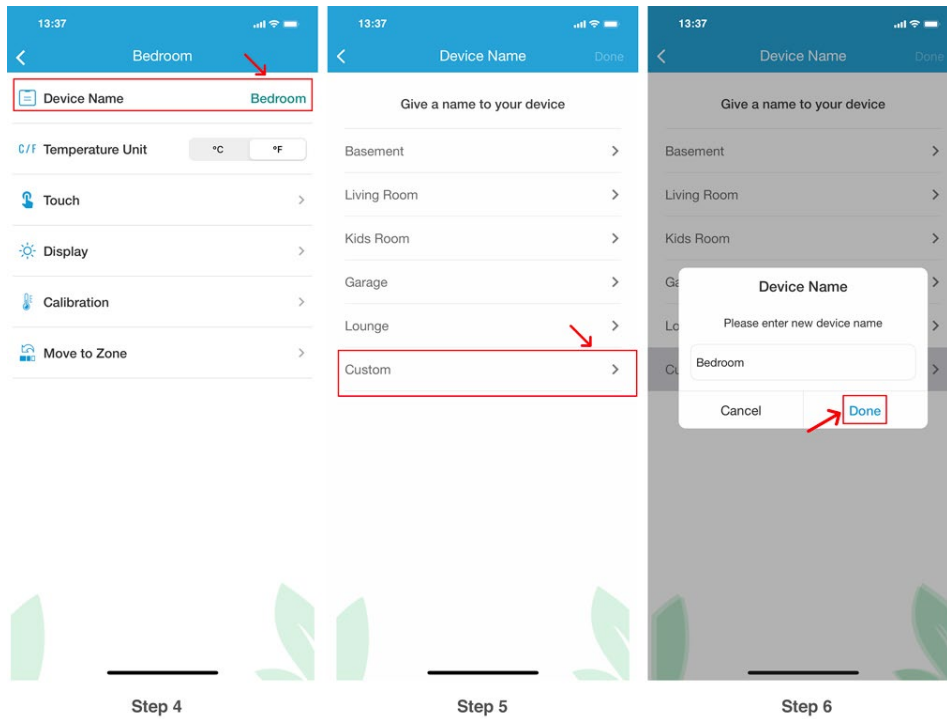 13:37
Bedroom
Device Name Bedroom
C/F Temperature Unit °C °F
Touch
Display
Calibration
Move to Zone
Step 4
13:37
Device Name Done
Give a name to your device
Basement
Living Room
Kids Room
Garage
Lounge
Custom
Step 5
13:37
Device Name Done
Give a name to your device
Basement
Living Room
Kids Room
Ga
Lo
Cu
Device Name
Please enter new device name
Bedroom
Cancel Done
Step 6